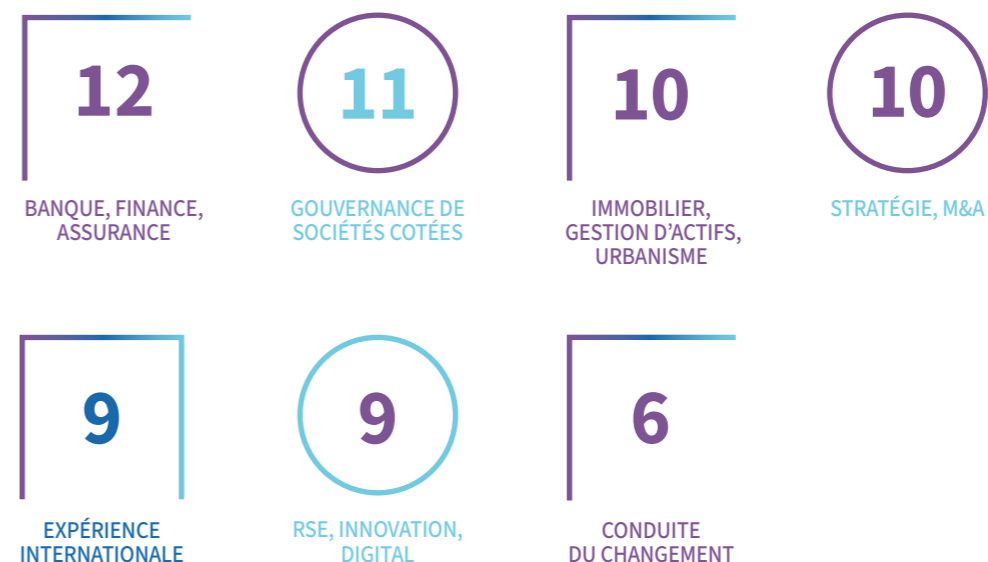 12
BANQUE, FINANCE,
ASSURANCE
11
GOUVERNANCE DE
SOCIÉTÉS COTÉES
10
IMMOBILIER,
GESTION D’ACTIFS,
URBANISME
10
STRATÉGIE, M&A
9
EXPÉRIENCE
INTERNATIONALE
9
RSE, INNOVATION,
DIGITAL
6
CONDUITE
DU CHANGEMENT